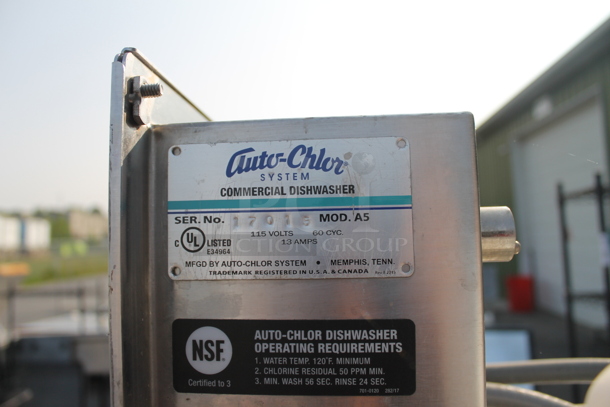 Auto-Chlor
SYSTEM
COMMERCIAL DISHWASHER
SER. No. MOD. A5
115 VOLTS 60 CYC.
13 AMPS
C UL LISTED
E34964
MFGD BY AUTO-CHLOR SYSTEM • MEMPHIS, TENN.
TRADEMARK REGISTERED IN U.S.A. & CANADA
NSF
Certified to 3
AUTO-CHLOR DISHWASHER
OPERATING REQUIREMENTS
1. WATER TEMP. 120°F. MINIMUM
2. CHLORINE RESIDUAL 50 PPM MIN.
3. MIN. WASH 56 SEC. RINSE 24 SEC.